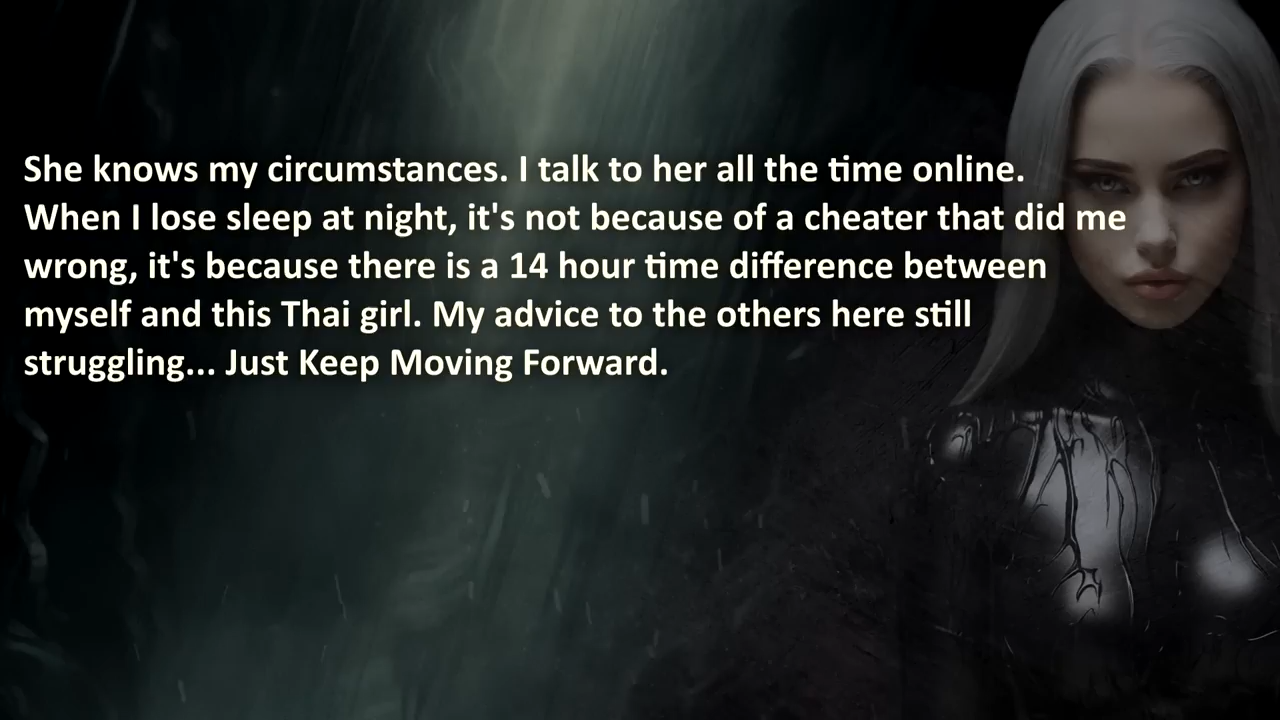 She knows my circumstances. I talk to her all the time online.
When I lose sleep at night, it's not because of a cheater that did me
wrong, it's because there is a 14 hour time difference between
myself and this Thai girl. My advice to the others here still
struggling... Just Keep Moving Forward.